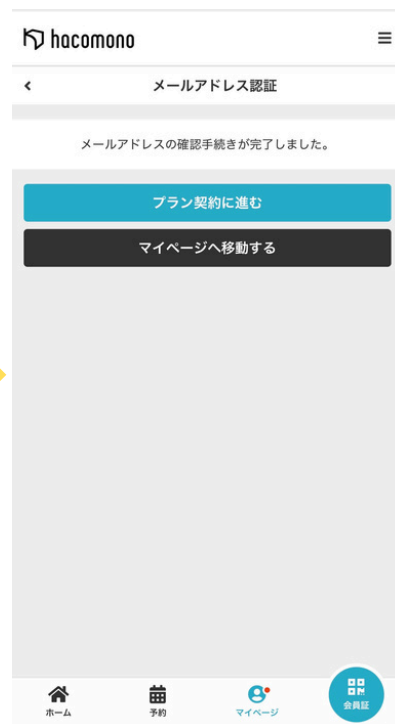 hacomono
メールアドレス認証
メールアドレスの確認手続きが完了しました。
プラン契約に進む
マイページへ移動する
ホーム
予約
マイページ
会員証